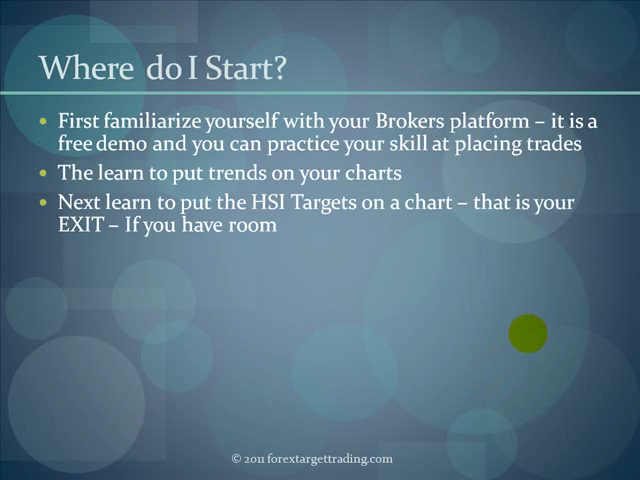 Where do I Start?
First familiarize yourself with your Brokers platform – it is a
free demo and you can practice your skill at placing trades
The learn to put trends on your charts
Next learn to put the HSI Targets on a chart – that is your
EXIT – If you have room
© 2011 forextargettrading.com